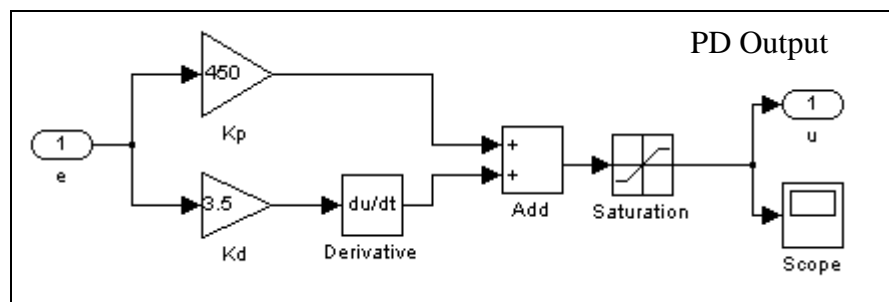 PD Output
450
Kp
1
e
3.5
Kd
du/dt
Derivative
+
+
Add
Saturation
1
u
Scope